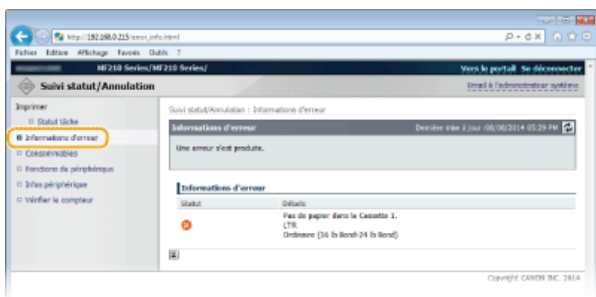 http://192.168.0.215/error_info.html
Fichier Edition Affichage Favoris Outils ?
MF210 Series/MF210 Series/
Vers le portail Se déconnecter
Suivi statut/Annulation
Email à l'administrateur système
Imprimer
Statut tâche
Informations d'erreur
Consommables
Fonctions du périphérique
Infos périphérique
Vérifier le compteur
Suivi statut/Annulation : Informations d'erreur
Informations d'erreur
Dernière mise à jour :08/08/2014 05:29 PM
Une erreur s'est produite.
Informations d'erreur
Statut Détails
Pas de papier dans la Cassette 1.
LTR
Ordinaire (16 lb Bond-24 lb Bond)
Copyright CANON INC. 2014